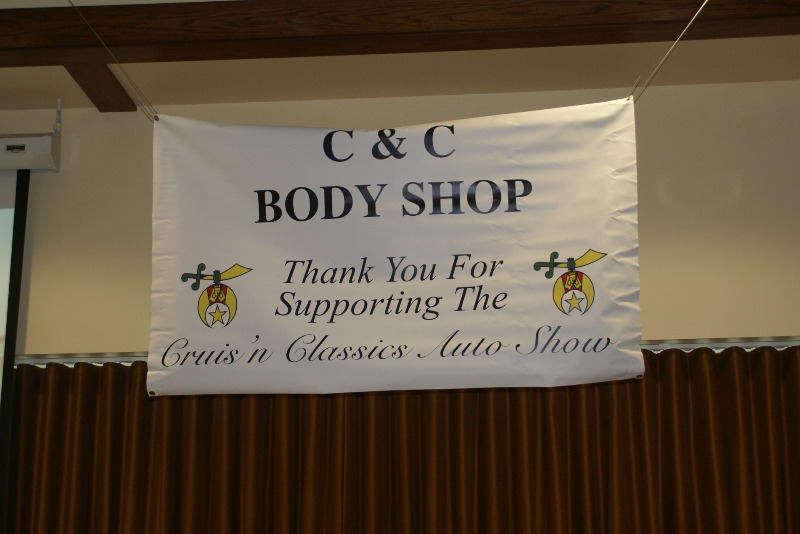 C & C
BODY SHOP
Thank You For
Supporting The
Cruis'n Classics Auto Show